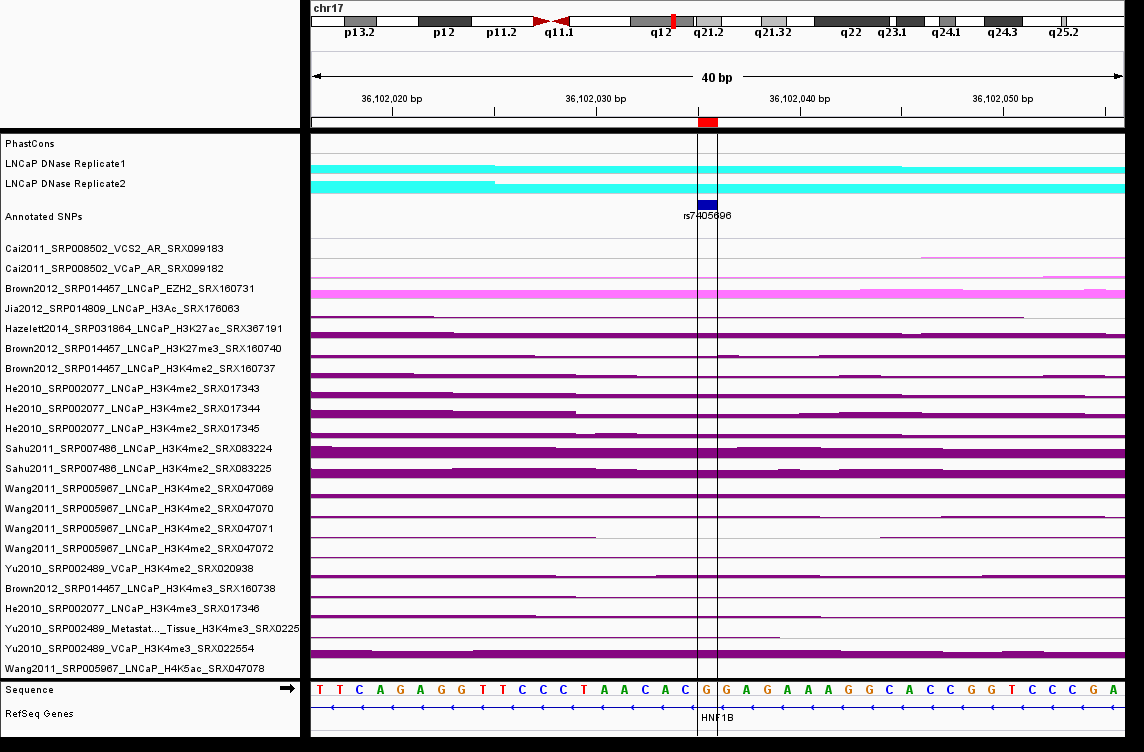 chr17
p13.2 p12 p11.2 q11.1 q12 q21.2 q21.32 q22 q23.1 q24.1 q24.3 q25.2
40 bp
36,102,020 bp 36,102,030 bp 36,102,040 bp 36,102,050 bp
PhastCons
LNCaP DNase Replicate1
LNCaP DNase Replicate2
Annotated SNPs
rs7405696
Cai2011_SRP008502_VCS2_AR_SRX099183
Cai2011_SRP008502_VCaP_AR_SRX099182
Brown2012_SRP014457_LNCaP_EZH2_SRX160731
Jia2012_SRP014809_LNCaP_H3Ac_SRX176063
Hazelett2014_SRP031864_LNCaP_H3K27ac_SRX367191
Brown2012_SRP014457_LNCaP_H3K27me3_SRX160740
Brown2012_SRP014457_LNCaP_H3K4me2_SRX160737
He2010_SRP002077_LNCaP_H3K4me2_SRX017343
He2010_SRP002077_LNCaP_H3K4me2_SRX017344
He2010_SRP002077_LNCaP_H3K4me2_SRX017345
Sahu2011_SRP007486_LNCaP_H3K4me2_SRX083224
Sahu2011_SRP007486_LNCaP_H3K4me2_SRX083225
Wang2011_SRP005967_LNCaP_H3K4me2_SRX047069
Wang2011_SRP005967_LNCaP_H3K4me2_SRX047070
Wang2011_SRP005967_LNCaP_H3K4me2_SRX047071
Wang2011_SRP005967_LNCaP_H3K4me2_SRX047072
Yu2010_SRP002489_VCaP_H3K4me2_SRX020938
Brown2012_SRP014457_LNCaP_H3K4me3_SRX160738
He2010_SRP002077_LNCaP_H3K4me3_SRX017346
Yu2010_SRP002489_Metastat..._Tissue_H3K4me3_SRX0225
Yu2010_SRP002489_VCaP_H3K4me3_SRX022554
Wang2011_SRP005967_LNCaP_H4K5ac_SRX047078
Sequence T T C A G A G G T T C C C T A A C A C G G A G A A A G G C A C C G G T C C C G A
RefSeq Genes
HNF1B